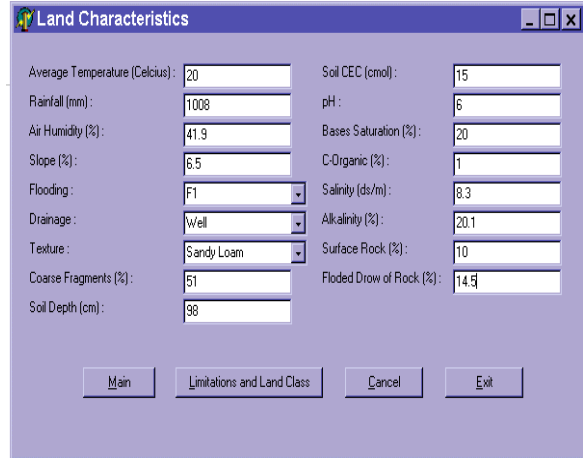 Land Characteristics
Average Temperature (Celcius) : 20
Rainfall (mm) : 1008
Air Humidity (%) : 41.9
Slope (%) : 6.5
Flooding : F1
Drainage : Well
Texture : Sandy Loam
Coarse Fragments (%) : 51
Soil Depth (cm) : 98
Soil CEC (cmol) : 15
pH : 6
Bases Saturation (%) : 20
C-Organic (%) : 1
Salinity (ds/m) : 8.3
Alkalinity (%) : 20.1
Surface Rock (%) : 10
Floded Drow of Rock (%) : 14.5
Main Limitations and Land Class Cancel Exit